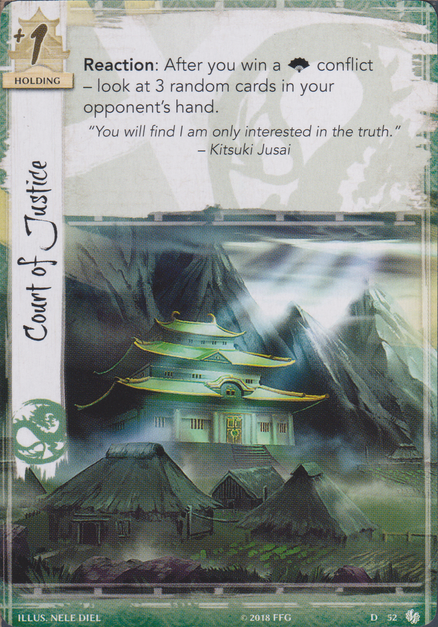 +1
HOLDING
Reaction: After you win a conflict
– look at 3 random cards in your
opponent's hand.
"You will find I am only interested in the truth."
– Kitsuki Jusai
Court of Justice
ILLUS. NELE DIEL
© 2018 FFG
D 52